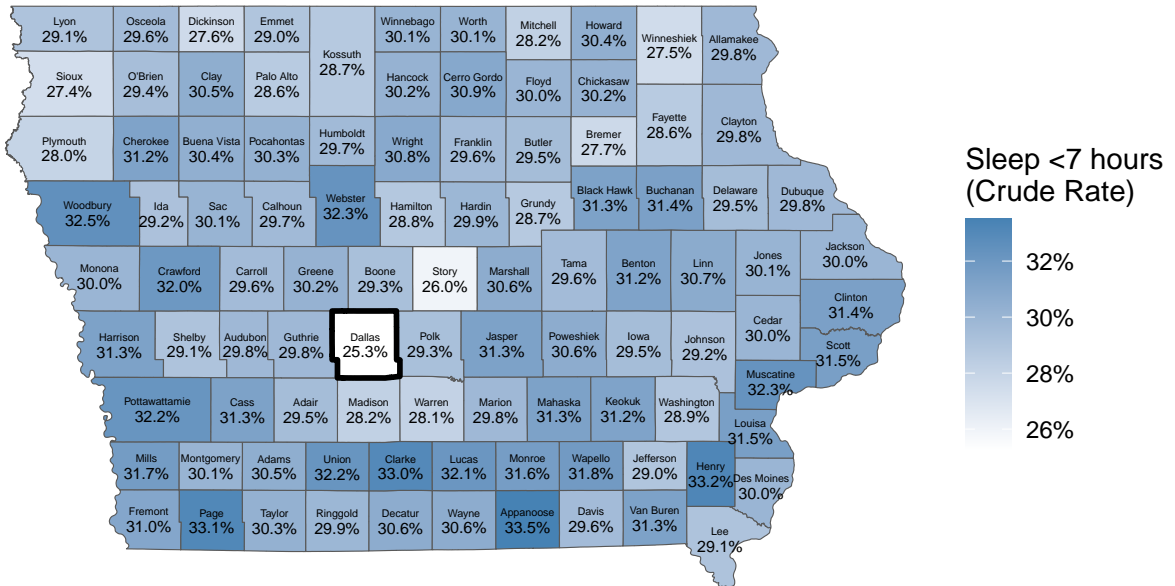 Lyon
29.1%
Osceola
29.6%
Dickinson
27.6%
Emmet
29.0%
Kossuth
28.7%
Winnebago
30.1%
Worth
30.1%
Mitchell
28.2%
Howard
30.4%
Winneshiek
27.5%
Allamakee
29.8%
Sioux
27.4%
O'Brien
29.4%
Clay
30.5%
Palo Alto
28.6%
Hancock
30.2%
Cerro Gordo
30.9%
Floyd
30.0%
Chickasaw
30.2%
Fayette
28.6%
Clayton
29.8%
Plymouth
28.0%
Cherokee
31.2%
Buena Vista
30.4%
Pocahontas
30.3%
Humboldt
29.7%
Wright
30.8%
Franklin
29.6%
Butler
29.5%
Bremer
27.7%
Woodbury
32.5%
Ida
29.2%
Sac
30.1%
Calhoun
29.7%
Webster
32.3%
Hamilton
28.8%
Hardin
29.9%
Grundy
28.7%
Black Hawk
31.3%
Buchanan
31.4%
Delaware
29.5%
Dubuque
29.8%
Monona
30.0%
Crawford
32.0%
Carroll
29.6%
Greene
30.2%
Boone
29.3%
Story
26.0%
Marshall
30.6%
Tama
29.6%
Benton
31.2%
Linn
30.7%
Jones
30.1%
Jackson
30.0%
Clinton
31.4%
Harrison
31.3%
Shelby
29.1%
Audubon
29.8%
Guthrie
29.8%
Dallas
25.3%
Polk
29.3%
Jasper
31.3%
Poweshiek
30.6%
Iowa
29.5%
Johnson
29.2%
Cedar
30.0%
Scott
31.5%
Muscatine
32.3%
Pottawattamie
32.2%
Cass
31.3%
Adair
29.5%
Madison
28.2%
Warren
28.1%
Marion
29.8%
Mahaska
31.3%
Keokuk
31.2%
Washington
28.9%
Louisa
31.5%
Mills
31.7%
Montgomery
30.1%
Adams
30.5%
Union
32.2%
Clarke
33.0%
Lucas
32.1%
Monroe
31.6%
Wapello
31.8%
Jefferson
29.0%
Henry
33.2%
Des Moines
30.0%
Fremont
31.0%
Page
33.1%
Taylor
30.3%
Ringgold
29.9%
Decatur
30.6%
Wayne
30.6%
Appanoose
33.5%
Davis
29.6%
Van Buren
31.3%
Lee
29.1%
Sleep <7 hours
(Crude Rate)
32%
30%
28%
26%